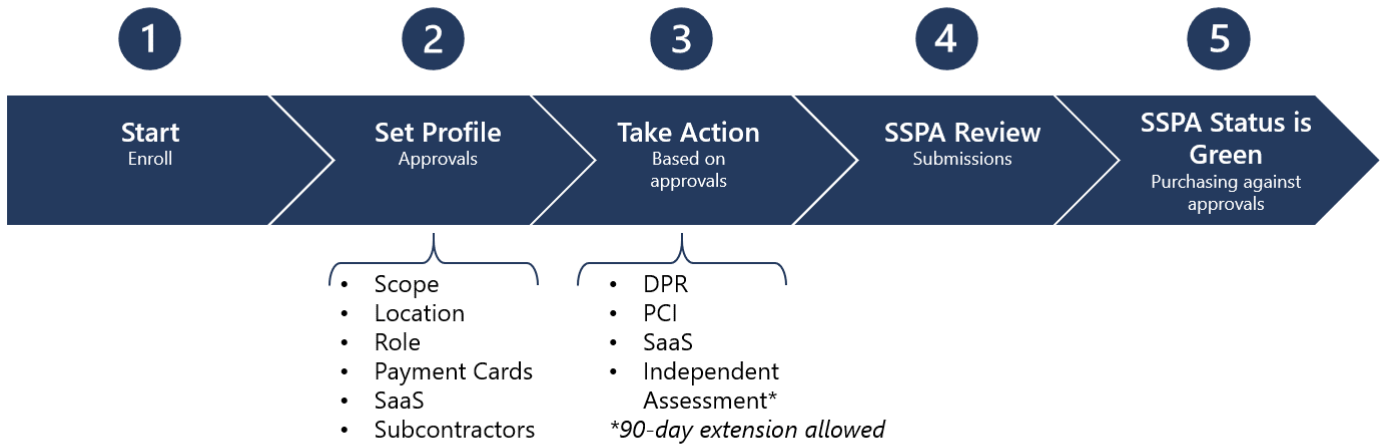 1
Start
Enroll
2
Set Profile
Approvals
• Scope
• Location
• Role
• Payment Cards
• SaaS
• Subcontractors
3
Take Action
Based on
approvals
• DPR
• PCI
• SaaS
• Independent
Assessment*
*90-day extension allowed
4
SSPA Review
Submissions
5
SSPA Status is
Green
Purchasing against
approvals